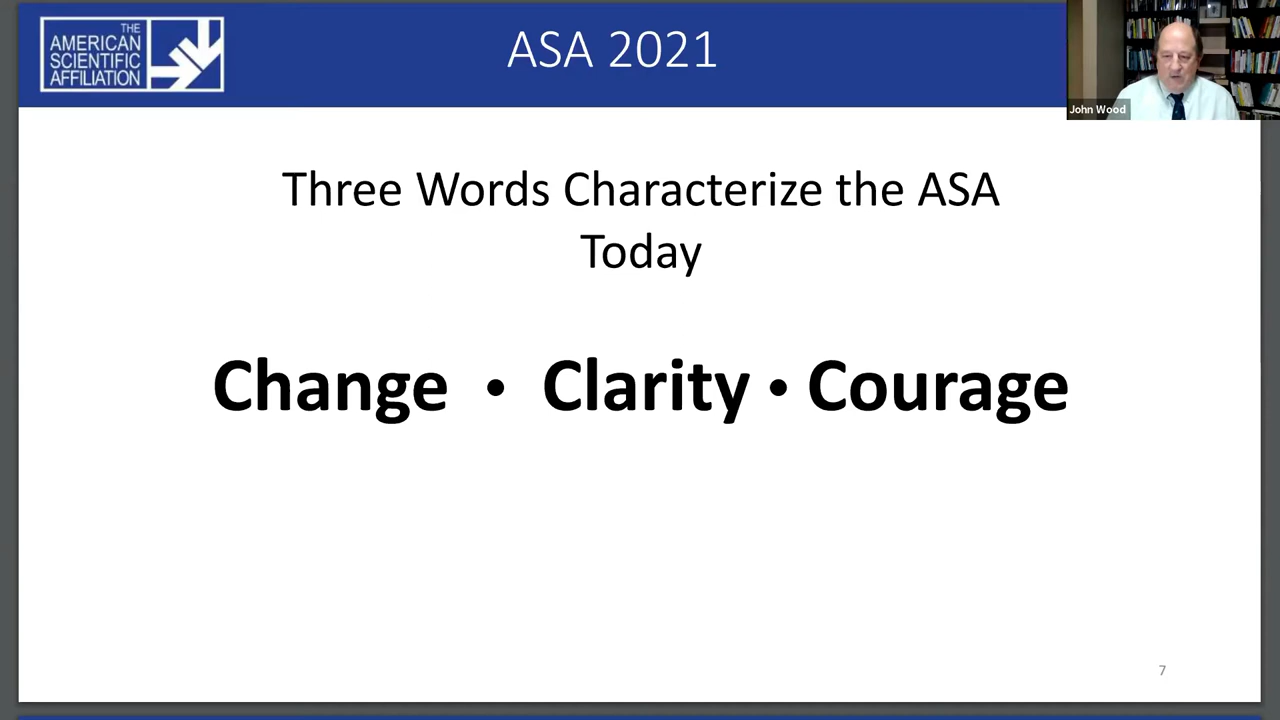 THE
AMERICAN
SCIENTIFIC
AFFILIATION
ASA 2021
John Wood
Three Words Characterize the ASA
Today
Change • Clarity • Courage
7